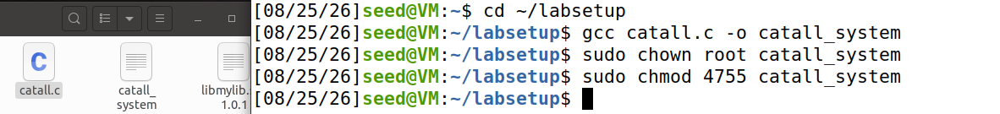 catall.c
catall_
system
libmylib.
1.0.1
[08/25/26]seed@VM:~$ cd ~/labsetup
[08/25/26]seed@VM:~/labsetup$ gcc catall.c -o catall_system
[08/25/26]seed@VM:~/labsetup$ sudo chown root catall_system
[08/25/26]seed@VM:~/labsetup$ sudo chmod 4755 catall_system
[08/25/26]seed@VM:~/labsetup$